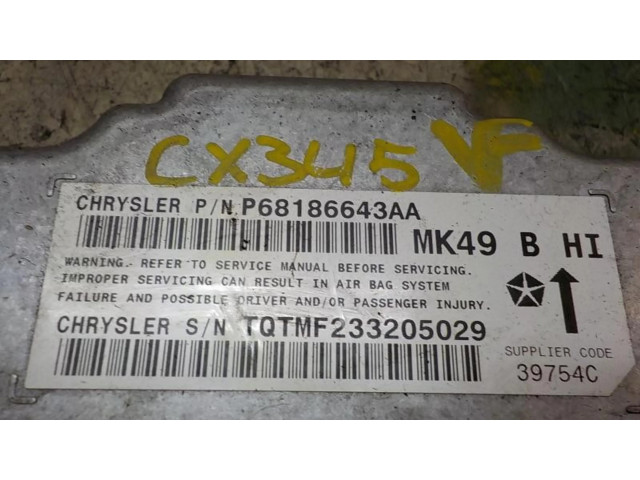 CX345 VF
CHRYSLER P/N P68186643AA
MK49 B HI
WARNING. REFER TO SERVICE MANUAL BEFORE SERVICING.
IMPROPER SERVICING CAN RESULT IN AIR BAG SYSTEM
FAILURE AND POSSIBLE DRIVER AND/OR PASSENGER INJURY.
CHRYSLER S/N TQTMF233205029
SUPPLIER CODE
39754C